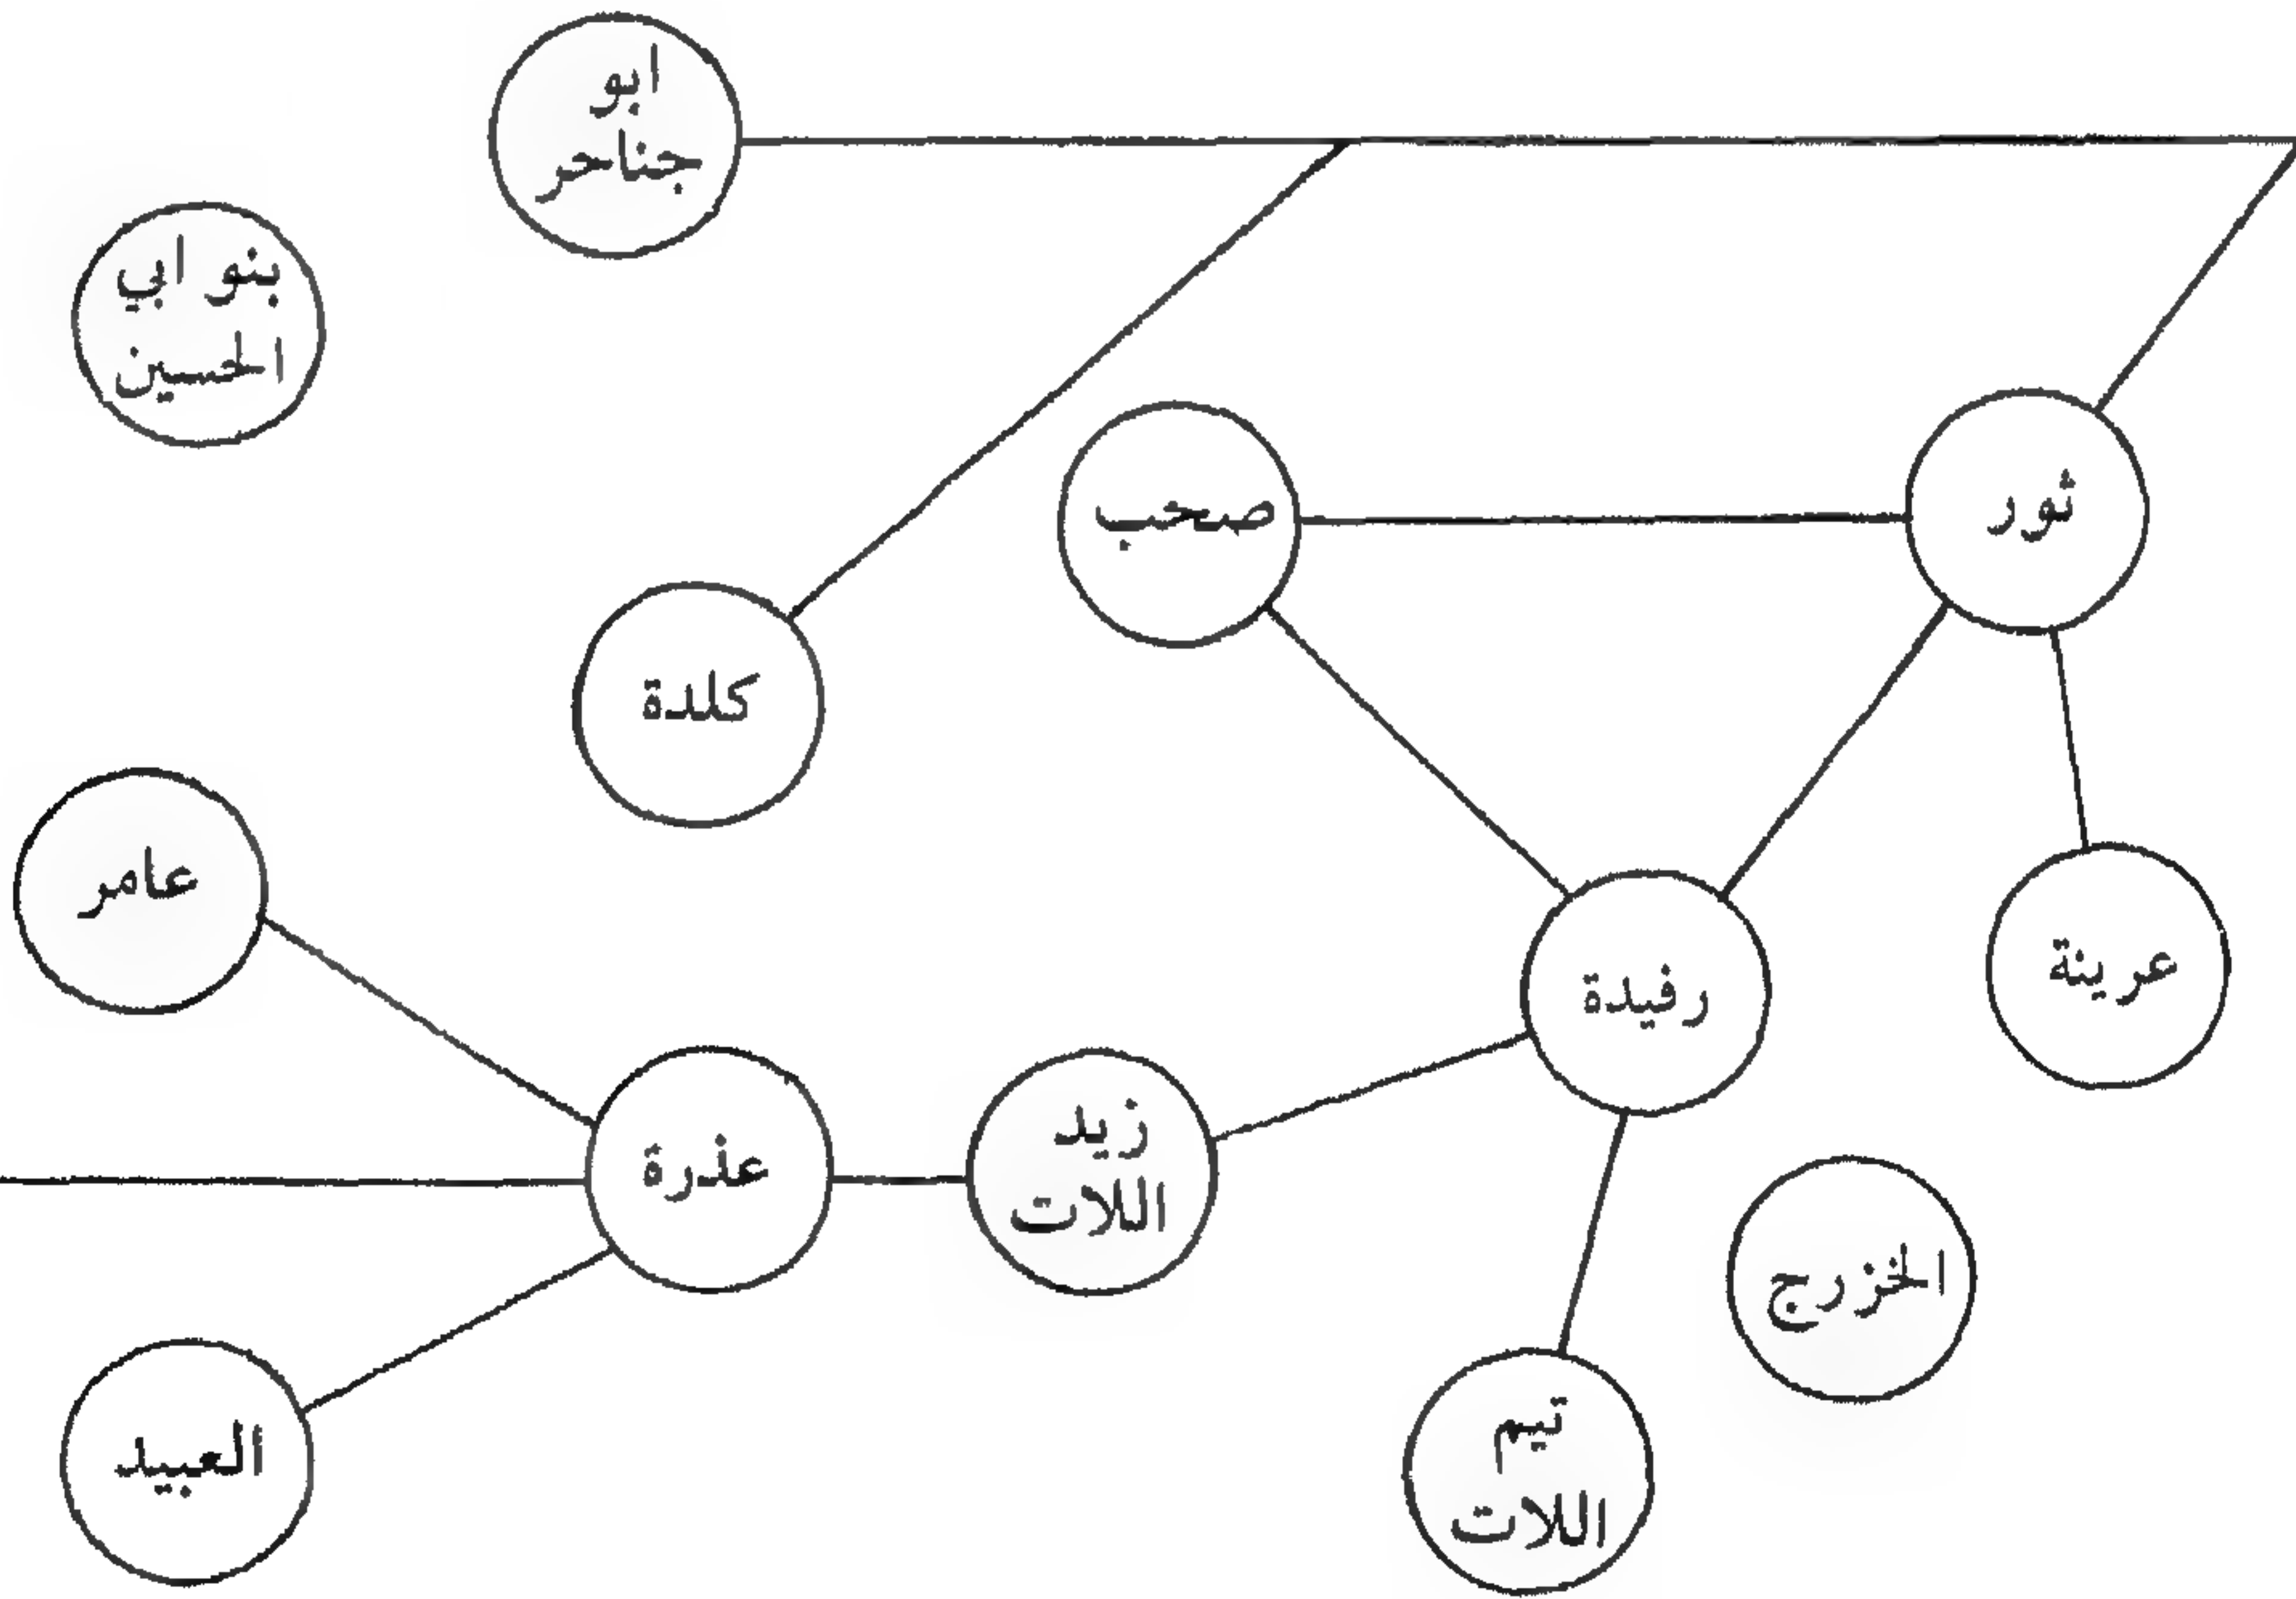 ابو
جناحر
بنو ابي
الحسين
ثور
صحب
كلدة
عامر
عرينة
رفيدة
زيد
اللات
عذرة
الخزرج
تيم
اللات
العبيد